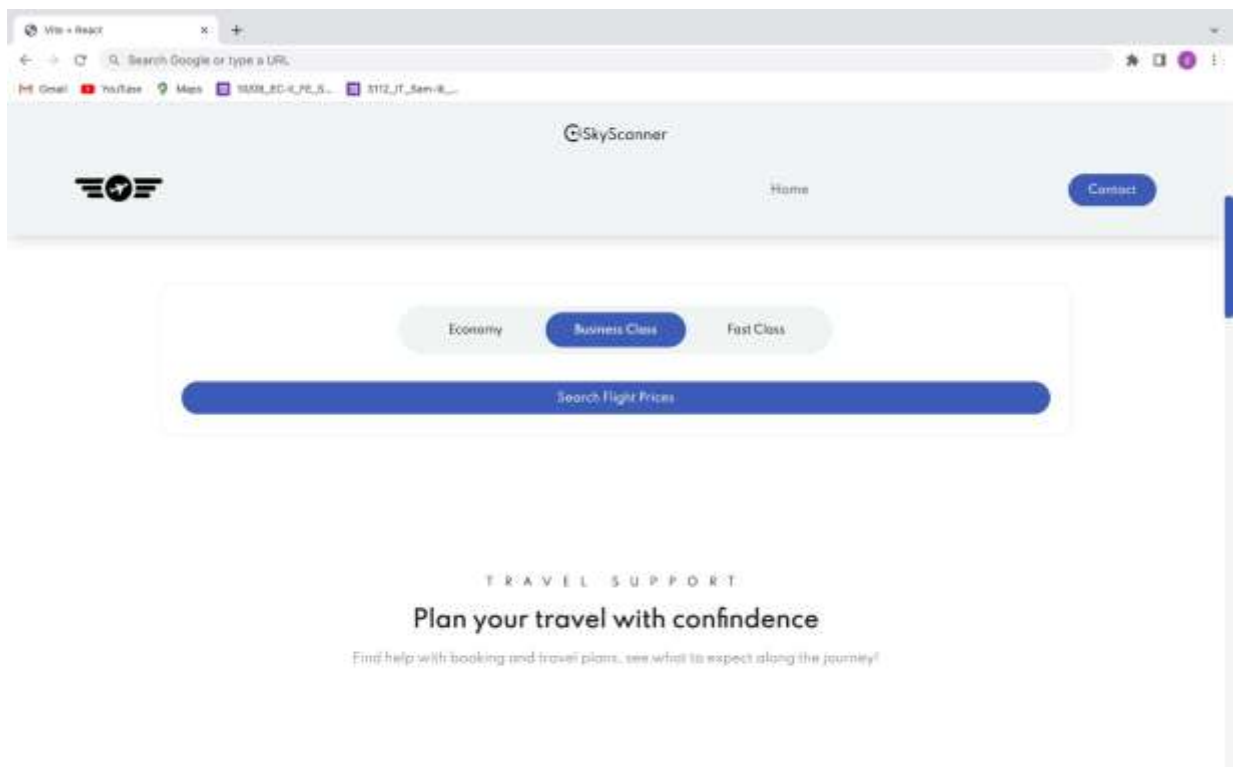 Vite + React
Search Google or type a URL
Gmail YouTube Maps
SkyScanner
Home
Contact
Economy Business Class Fast Class
Search Flight Prices
TRAVEL SUPPORT
Plan your travel with confindence
Find help with booking and travel plans, see what to expect along the journey!